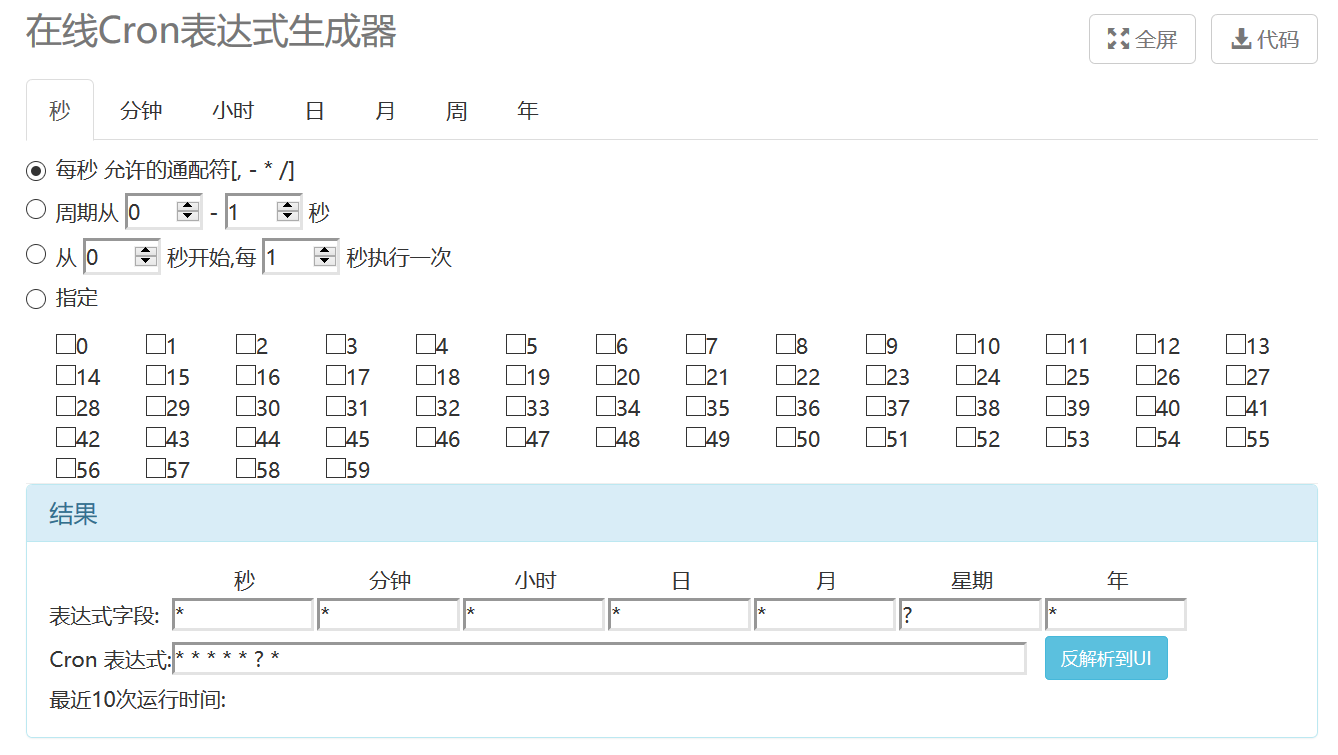 在线Cron表达式生成器
全屏 代码
秒 分钟 小时 日 月 周 年
每秒 允许的通配符[, - * /]
周期从 0 - 1 秒
从 0 秒开始,每 1 秒执行一次
指定
0 1 2 3 4 5 6 7 8 9 10 11 12 13
14 15 16 17 18 19 20 21 22 23 24 25 26 27
28 29 30 31 32 33 34 35 36 37 38 39 40 41
42 43 44 45 46 47 48 49 50 51 52 53 54 55
56 57 58 59
结果
秒 分钟 小时 日 月 星期 年
表达式字段: * * * * * ? *
Cron 表达式: * * * * * ? * 反解析到UI
最近10次运行时间: